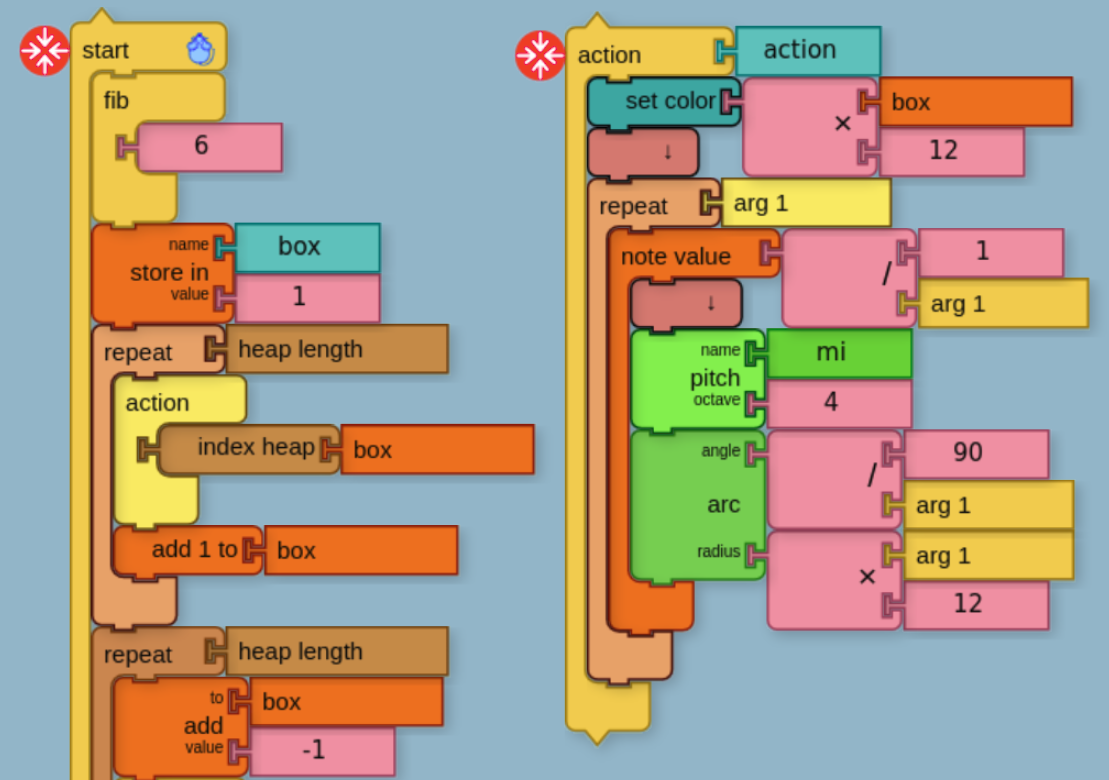 start
fib
6
name
box
store in
value
1
repeat
heap length
action
index heap
box
add 1 to
box
repeat
heap length
to
box
add
value
-1
action
action
set color
×
box
12
↓
repeat
arg 1
note value
/
1
arg 1
↓
name
mi
pitch
octave
4
angle
/
90
arg 1
arc
radius
×
arg 1
12